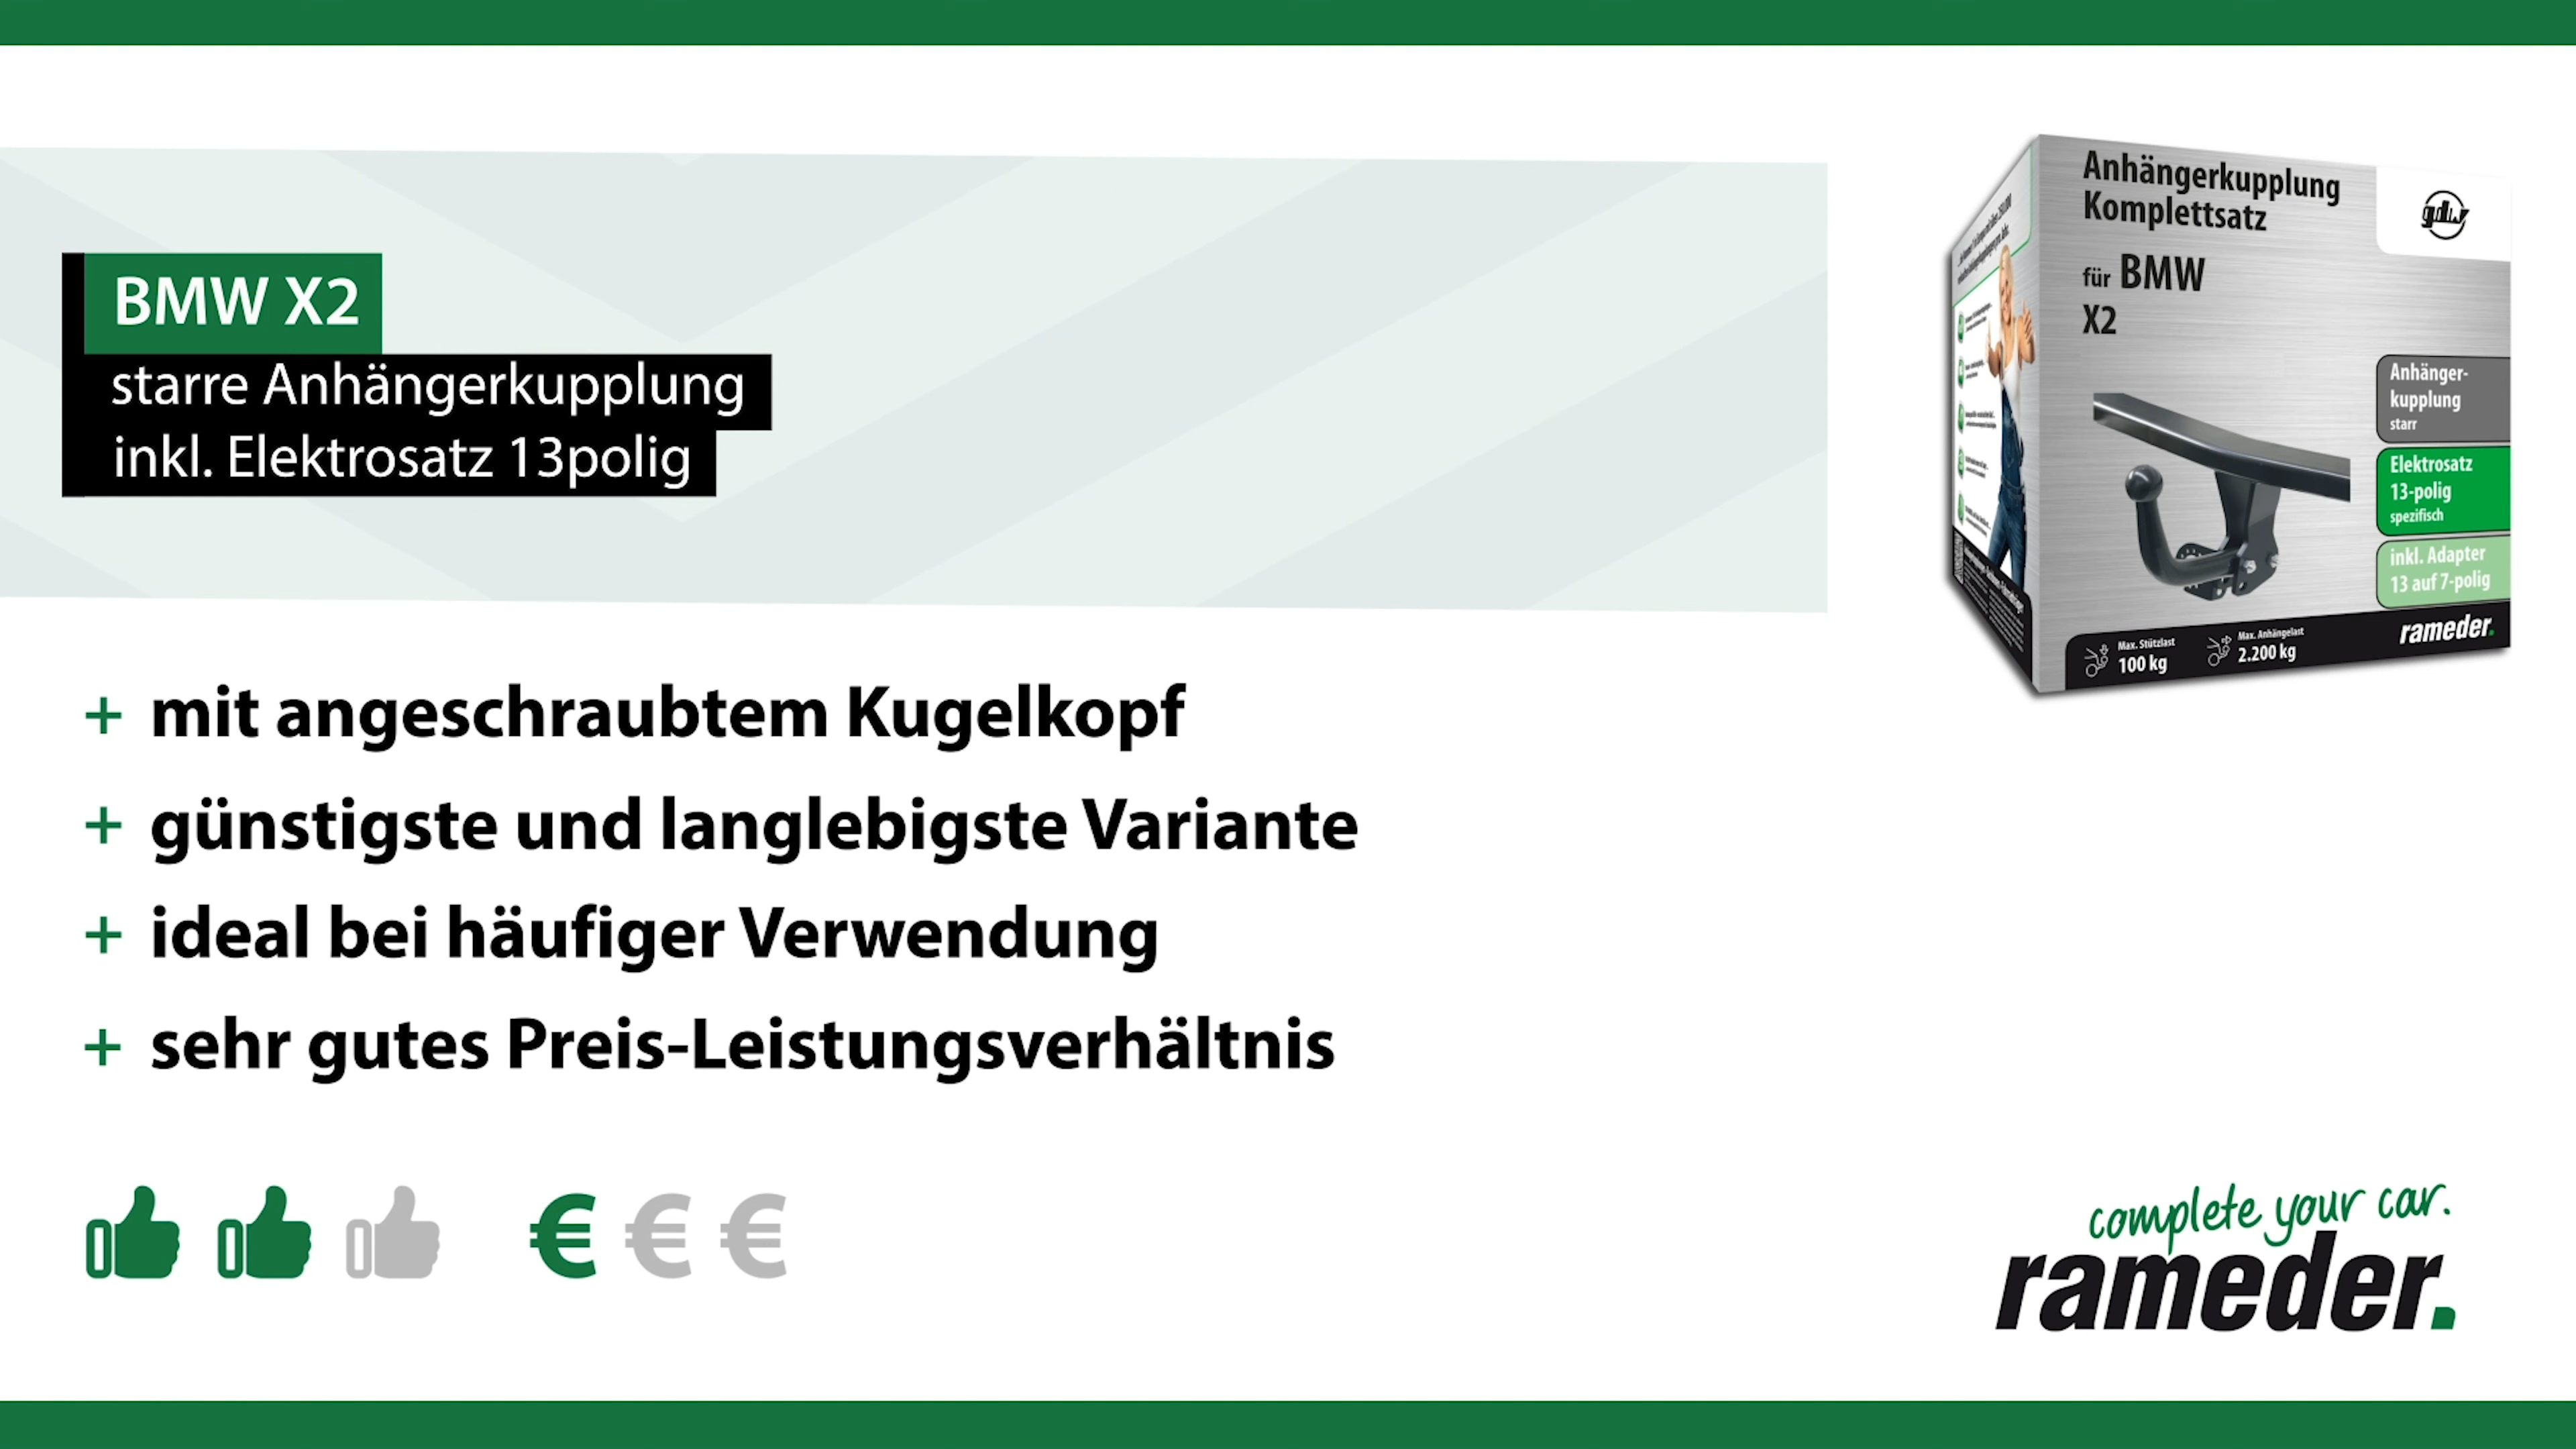 BMW X2
starre Anhängerkupplung
inkl. Elektrosatz 13polig
+ mit angeschraubtem Kugelkopf
+ günstigste und langlebigste Variante
+ ideal bei häufiger Verwendung
+ sehr gutes Preis-Leistungsverhältnis
€ € €
Anhängerkupplung
Komplettsatz
für BMW
X2
gdw
Anhänger-
kupplung
starr
Elektrosatz
13-polig
spezifisch
inkl. Adapter
13 auf 7-polig
Max. Stützlast
100 kg
Max. Anhängelast
2.200 kg
rameder.
complete your car.
rameder.